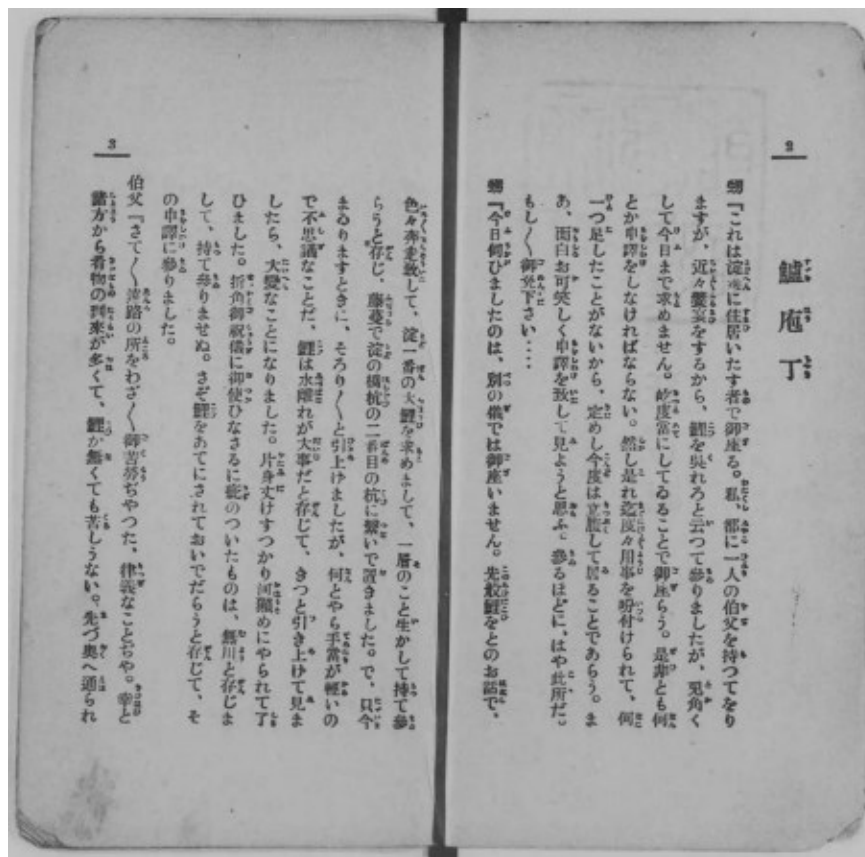 2
鱸庖丁
甥「これは淀邊に住居いたす者で御座る。私、都に一人の伯父を持つてをり
ますが、近々饗宴をするから、鯉を呉れろと云つて參りましたが、兎角く
して今日まで求めません。屹度當にしてゐることで御座らう。是非とも何
とか申譯をしなければならない。然し是れ迄度々用事を吩付けられて、何
一つ足したことがないから、定めし今度は立腹して居ることであらう。ま
あ、面白お可笑しく申譯を致して見ようと思ふ。參るほどに、はや此所だ。
もし〳〵御免下さい‥‥
甥「今日伺ひましたのは、別の儀では御座いません。先般鯉をとのお話で、
3
色々奔走致して、淀一番の大鯉を求めまして、一層のこと生かして持て參
らうと存じ、藤蔓で淀の橋杭の二番目の杭に繋いで置きました。で、只今
まゐりますときに、そろり〳〵と引上けましたが、何とやら手當が輕いの
で不思議なことだ、鯉は水離れが大事だと存じて、きつと引き上けて見ま
したら、大變なことになりました。片身丈けすつかり河獺めにやられて了
ひました。折角御祝儀に御使ひなさるに疵のついたものは、無用と存じま
して、持て參りませぬ。さぞ鯉をあてにされておいでだらうと存じて、そ
の申譯に參りました。
伯父『さて〳〵淀路の所をわざ〳〵御苦勞ぢやつた、律義なことぢや。幸と
諸方から肴物の到來が多くて、鯉が無くても苦しうない。先づ奧へ通られ